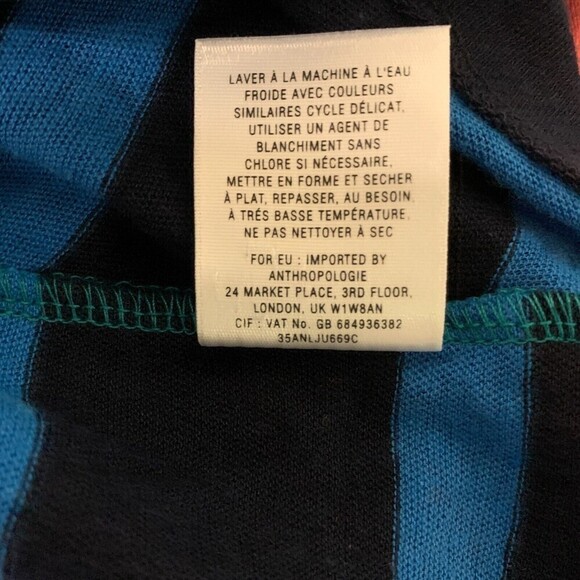 LAVER À LA MACHINE À L'EAU
FROIDE AVEC COULEURS
SIMILAIRES CYCLE DÉLICAT,
UTILISER UN AGENT DE
BLANCHIMENT SANS
CHLORE SI NÉCESSAIRE,
METTRE EN FORME ET SECHER
À PLAT, REPASSER, AU BESOIN,
À TRÉS BASSE TEMPÉRATURE.
NE PAS NETTOYER À SEC
FOR EU : IMPORTED BY
ANTHROPOLOGIE
24 MARKET PLACE, 3RD FLOOR,
LONDON, UK W1W8AN
CIF : VAT No. GB 684936382
35ANLJU669C